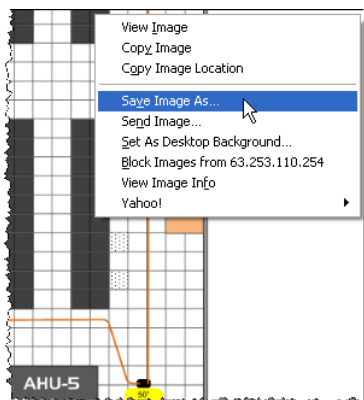 View Image
Copy Image
Copy Image Location
Save Image As...
Send Image...
Set As Desktop Background...
Block Images from 63.253.110.254
View Image Info
Yahoo!
AHU-5
50'